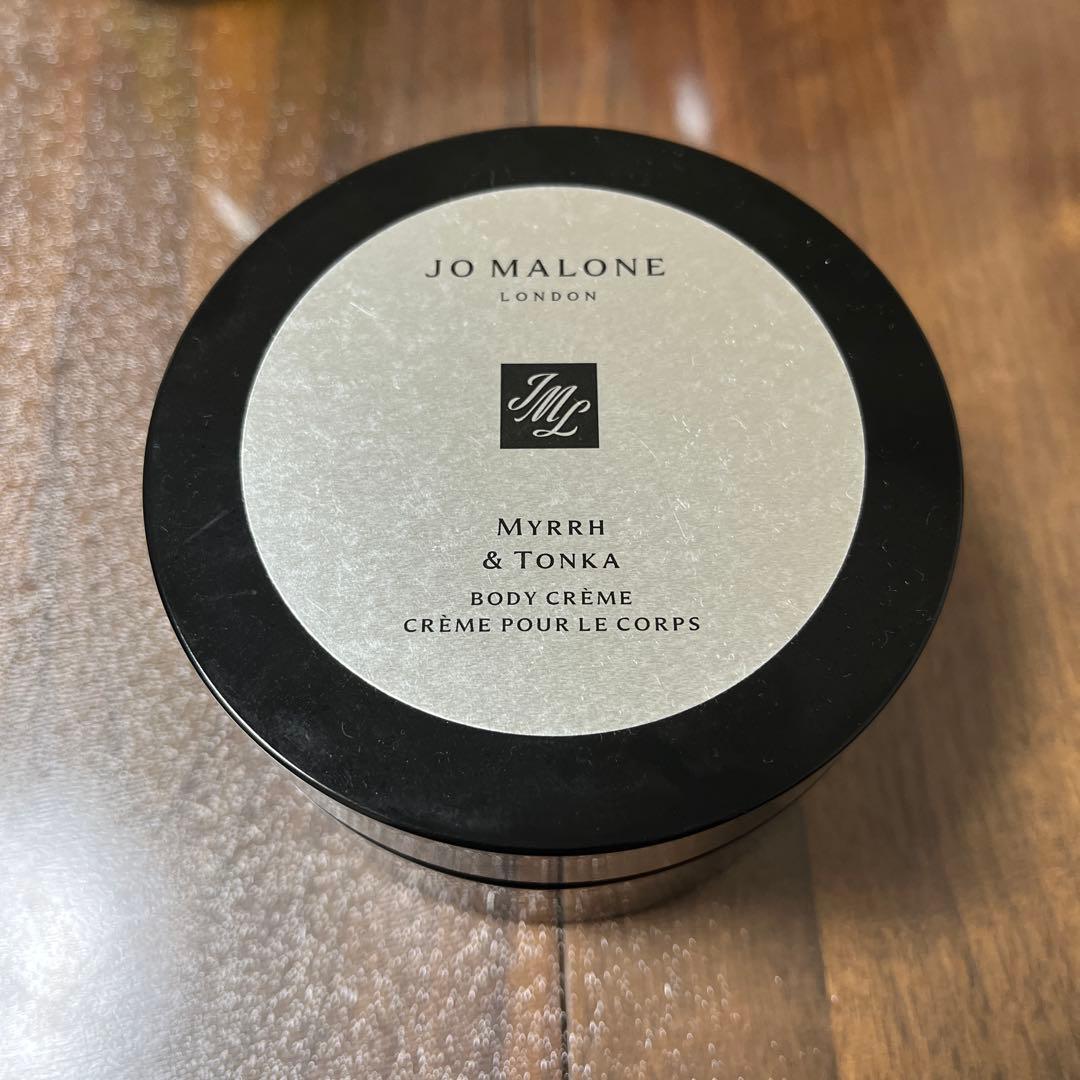 JO MALONE
LONDON
JML
MYRRH
& TONKA
BODY CRÈME
CRÈME POUR LE CORPS